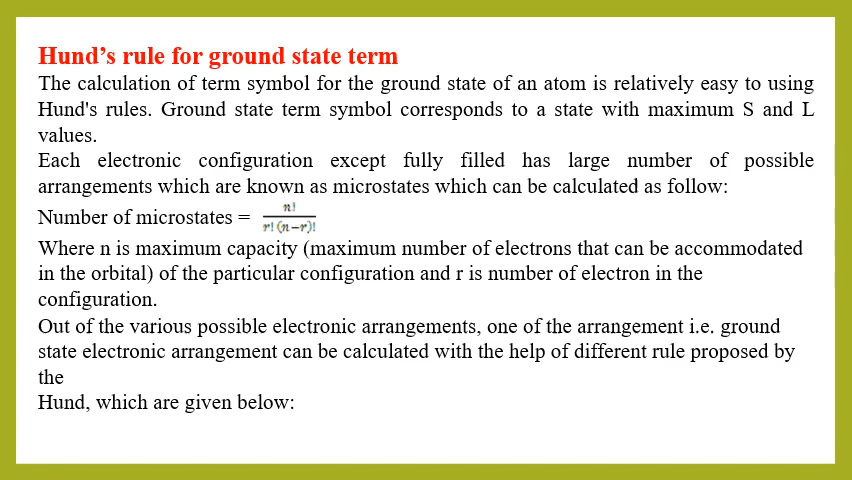 Hund's rule for ground state term
The calculation of term symbol for the ground state of an atom is relatively easy to using
Hund's rules. Ground state term symbol corresponds to a state with maximum S and L
values.
Each electronic configuration except fully filled has large number of possible
arrangements which are known as microstates which can be calculated as follow:
Number of microstates = n! / r! (n−r)!
Where n is maximum capacity (maximum number of electrons that can be accommodated
in the orbital) of the particular configuration and r is number of electron in the
configuration.
Out of the various possible electronic arrangements, one of the arrangement i.e. ground
state electronic arrangement can be calculated with the help of different rule proposed by
the
Hund, which are given below: